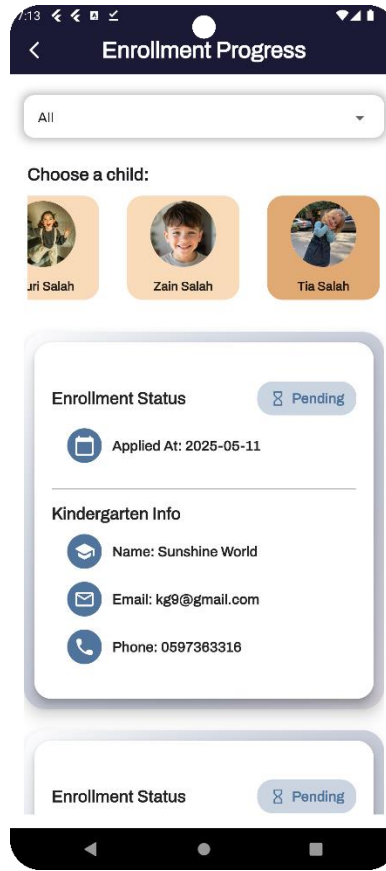 7:13
Enrollment Progress
All
Choose a child:
uri Salah
Zain Salah
Tia Salah
Enrollment Status
Pending
Applied At: 2025-05-11
Kindergarten Info
Name: Sunshine World
Email: kg9@gmail.com
Phone: 0597363316
Enrollment Status
Pending